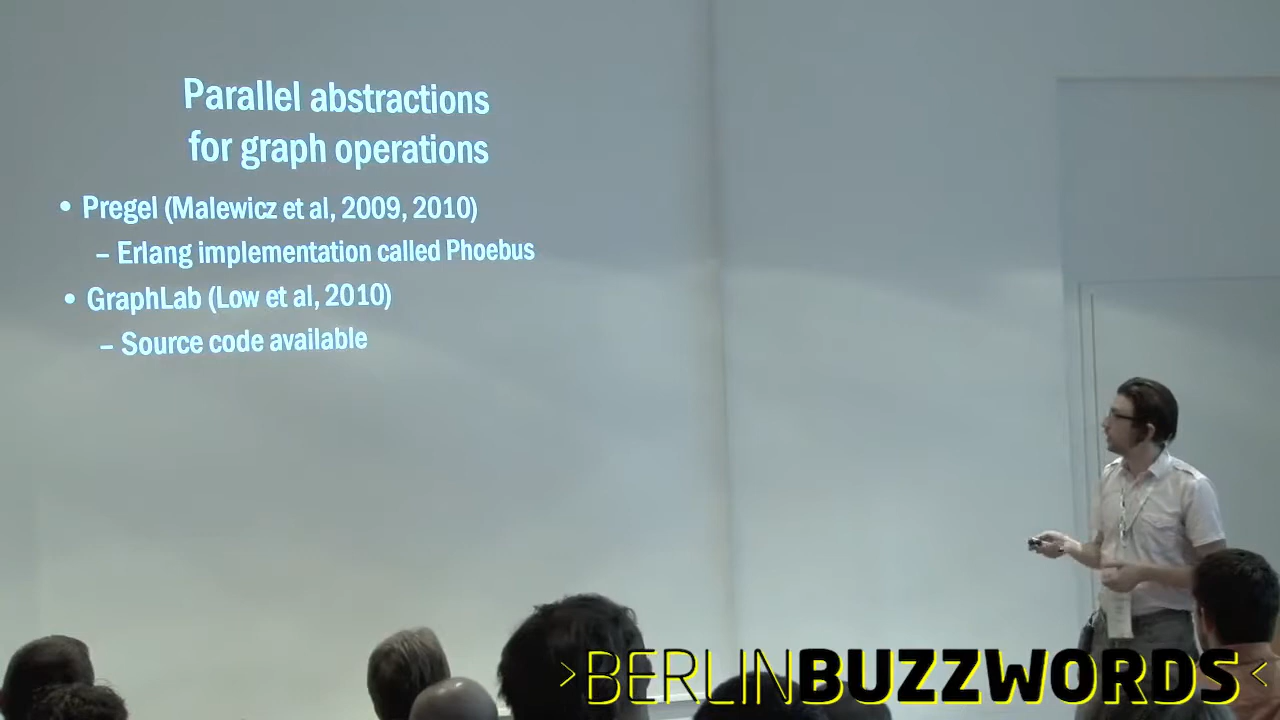 Parallel abstractions
for graph operations
• Pregel (Malewicz et al, 2009, 2010)
– Erlang implementation called Phoebus
• GraphLab (Low et al, 2010)
– Source code available
>BERLINBUZZWORDS<